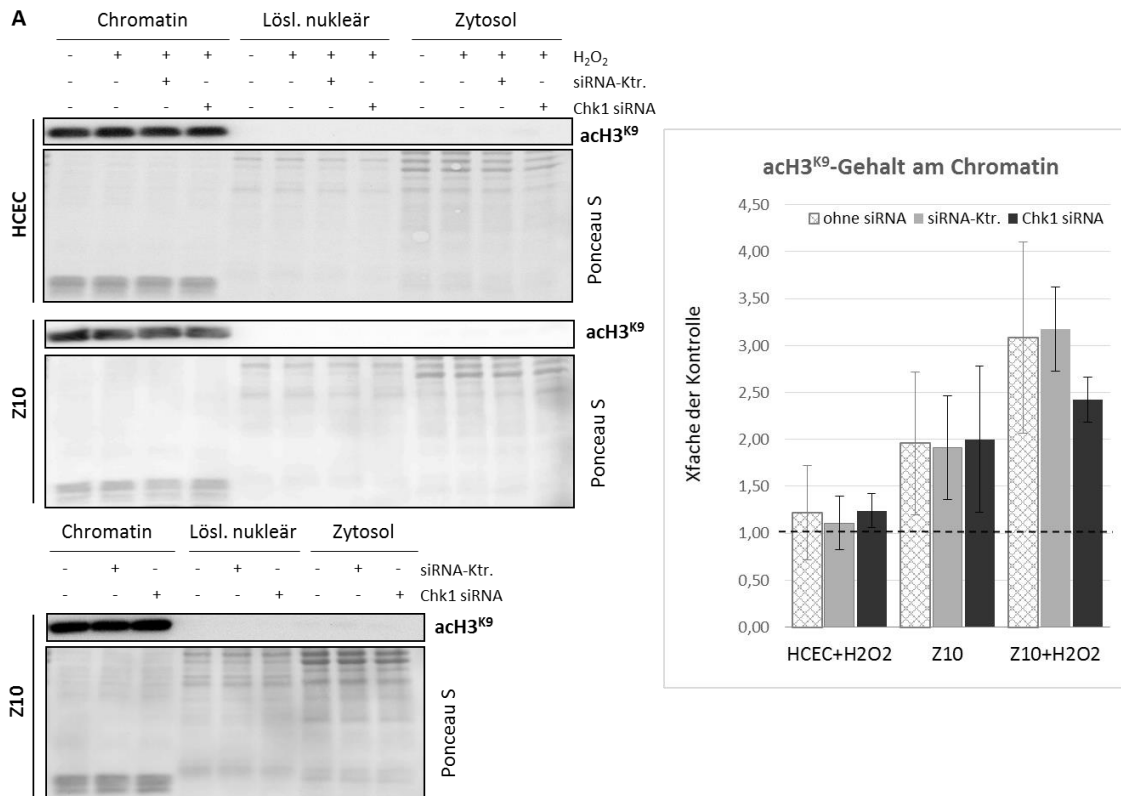 A
Chromatin Lösl. nukleär Zytosol
- + + + - + + + - + + + H₂O₂
- - + - - - + - - - + - siRNA-Ktr.
- - - + - - - + - - - + Chk1 siRNA
acH3ᴷ⁹
HCEC
Ponceau S
acH3ᴷ⁹
Z10
Ponceau S
Chromatin Lösl. nukleär Zytosol
- + - - + - - + - siRNA-Ktr.
- - + - - + - - + Chk1 siRNA
acH3ᴷ⁹
Z10
Ponceau S
acH3ᴷ⁹-Gehalt am Chromatin
ohne siRNA siRNA-Ktr. Chk1 siRNA
Xfache der Kontrolle
4,50
4,00
3,50
3,00
2,50
2,00
1,50
1,00
0,50
0,00
HCEC+H2O2 Z10 Z10+H2O2